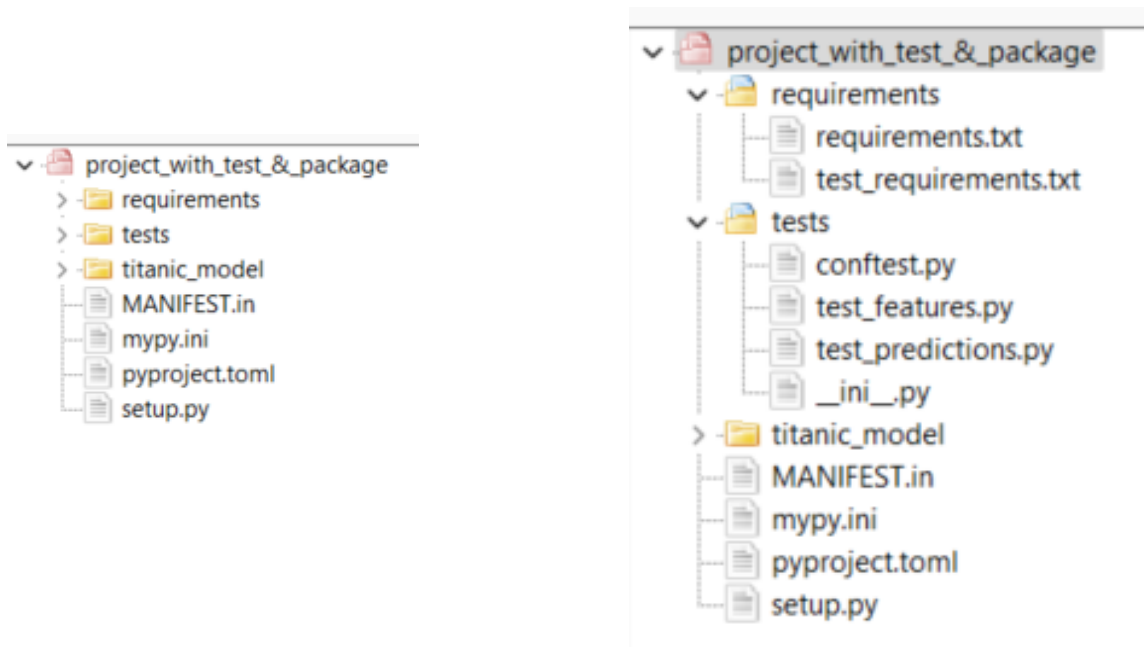 project_with_test_&_package
requirements
tests
titanic_model
MANIFEST.in
mypy.ini
pyproject.toml
setup.py
project_with_test_&_package
requirements
requirements.txt
test_requirements.txt
tests
conftest.py
test_features.py
test_predictions.py
__ini__.py
titanic_model
MANIFEST.in
mypy.ini
pyproject.toml
setup.py